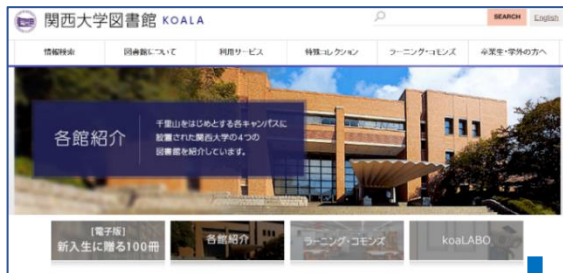 関西大学図書館 KOALA
SEARCH
English
情報検索
図書館について
利用サービス
特殊コレクション
ラーニング・コモンズ
卒業生・学外の方へ
各館紹介
千里山をはじめとする各キャンパスに
設置された関西大学の4つの
図書館を紹介しています。
[電子版]
新入生に贈る100冊
各館紹介
ラーニング・コモンズ
koaLABO